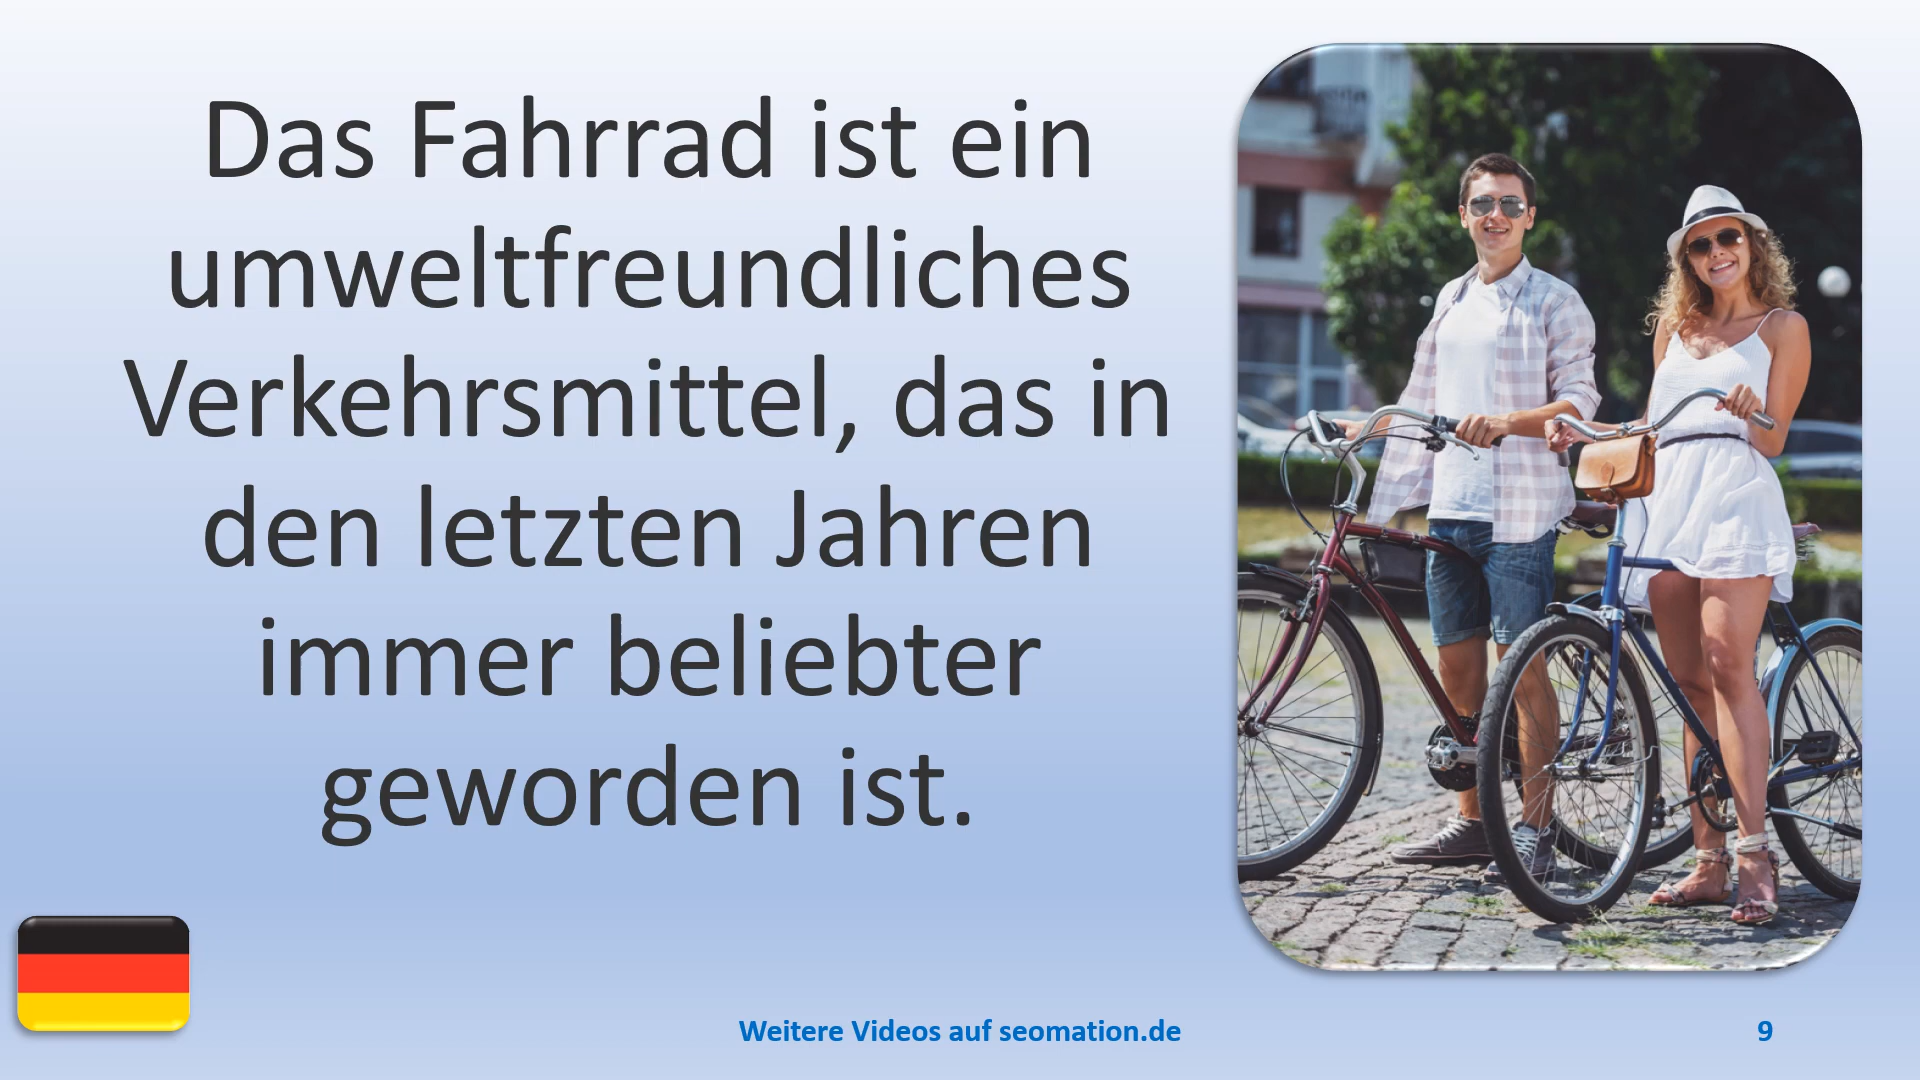 Das Fahrrad ist ein
umweltfreundliches
Verkehrsmittel, das in
den letzten Jahren
immer beliebter
geworden ist.
Weitere Videos auf seomation.de
9